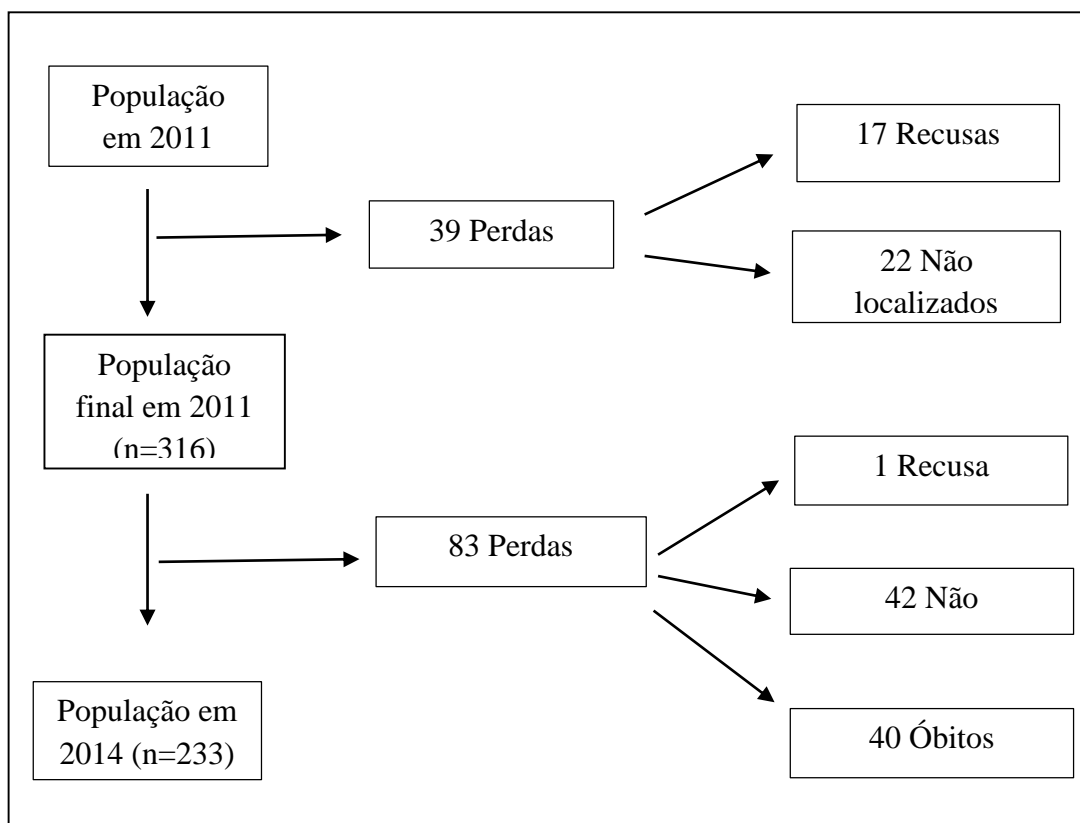 População
em 2011
17 Recusas
39 Perdas
22 Não
localizados
População
final em 2011
(n=316)
1 Recusa
83 Perdas
42 Não
40 Óbitos
População em
2014 (n=233)